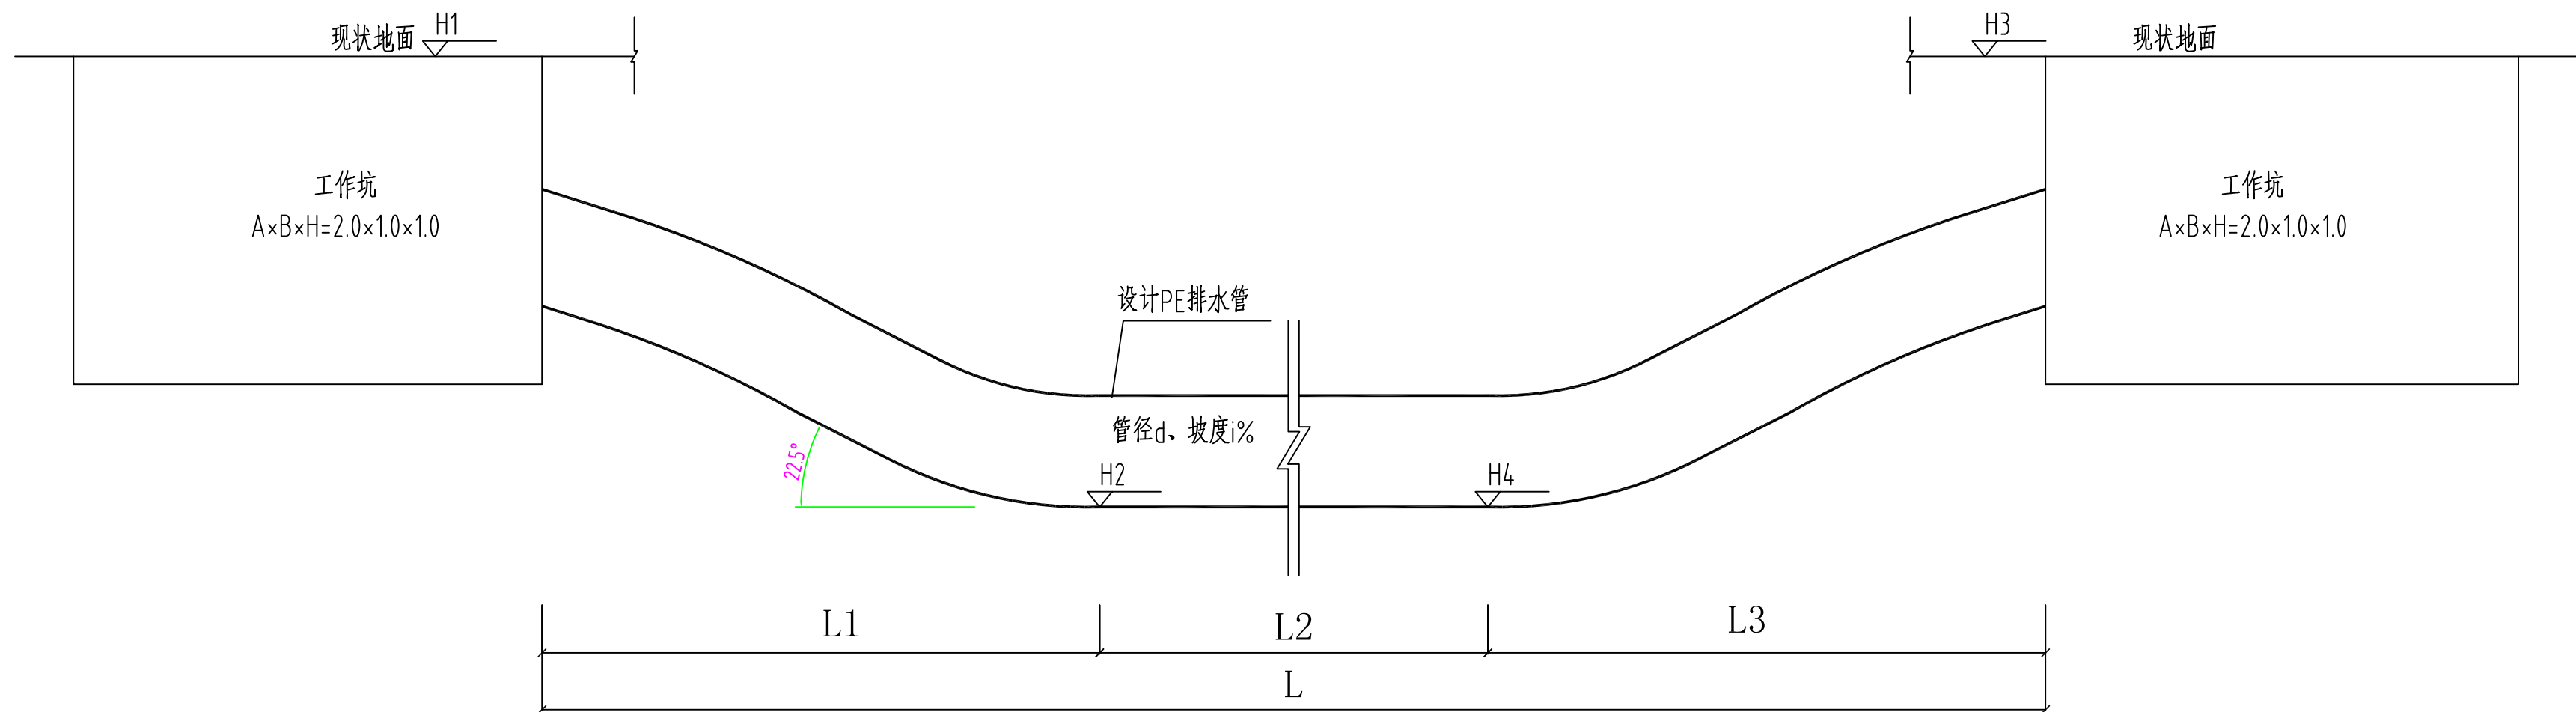 现状地面 H1
H3 现状地面
工作坑
A×B×H=2.0×1.0×1.0
工作坑
A×B×H=2.0×1.0×1.0
设计PE排水管
管径d、坡度i%
22.5°
H2
H4
L1
L2
L3
L